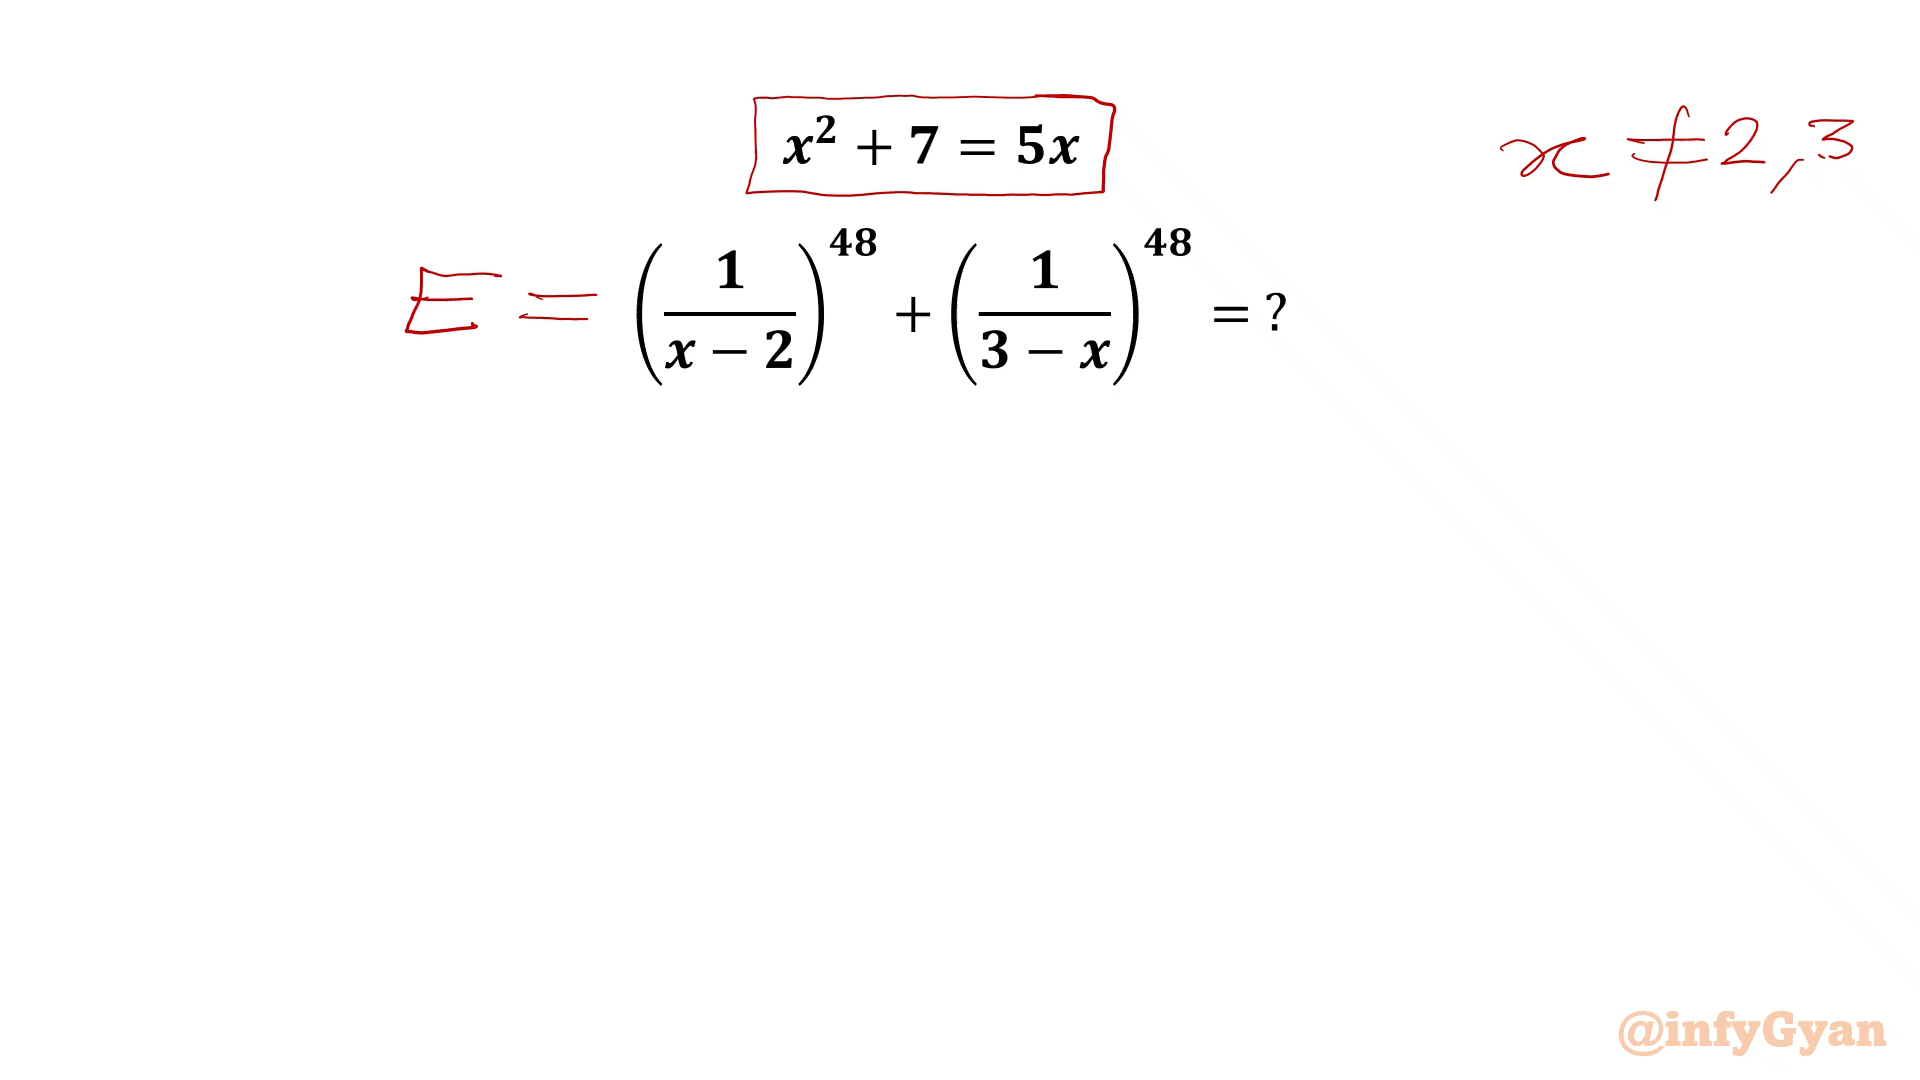 x² + 7 = 5x
x ≠ 2, 3
E = (1/(x − 2))⁴⁸ + (1/(3 − x))⁴⁸ = ?
@infyGyan